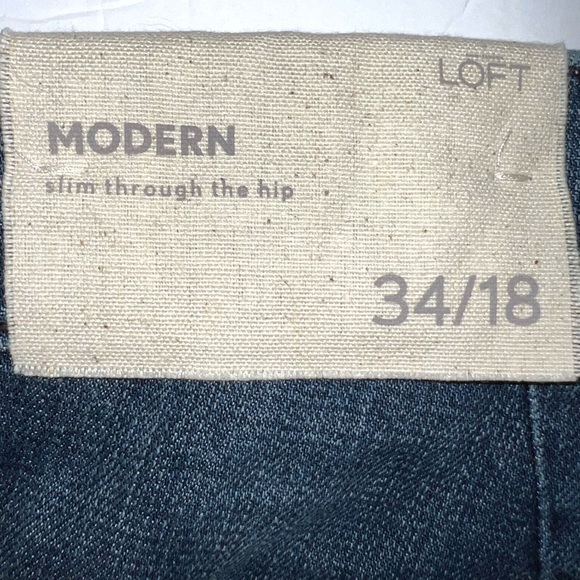 LOFT
MODERN
slim through the hip
34/18